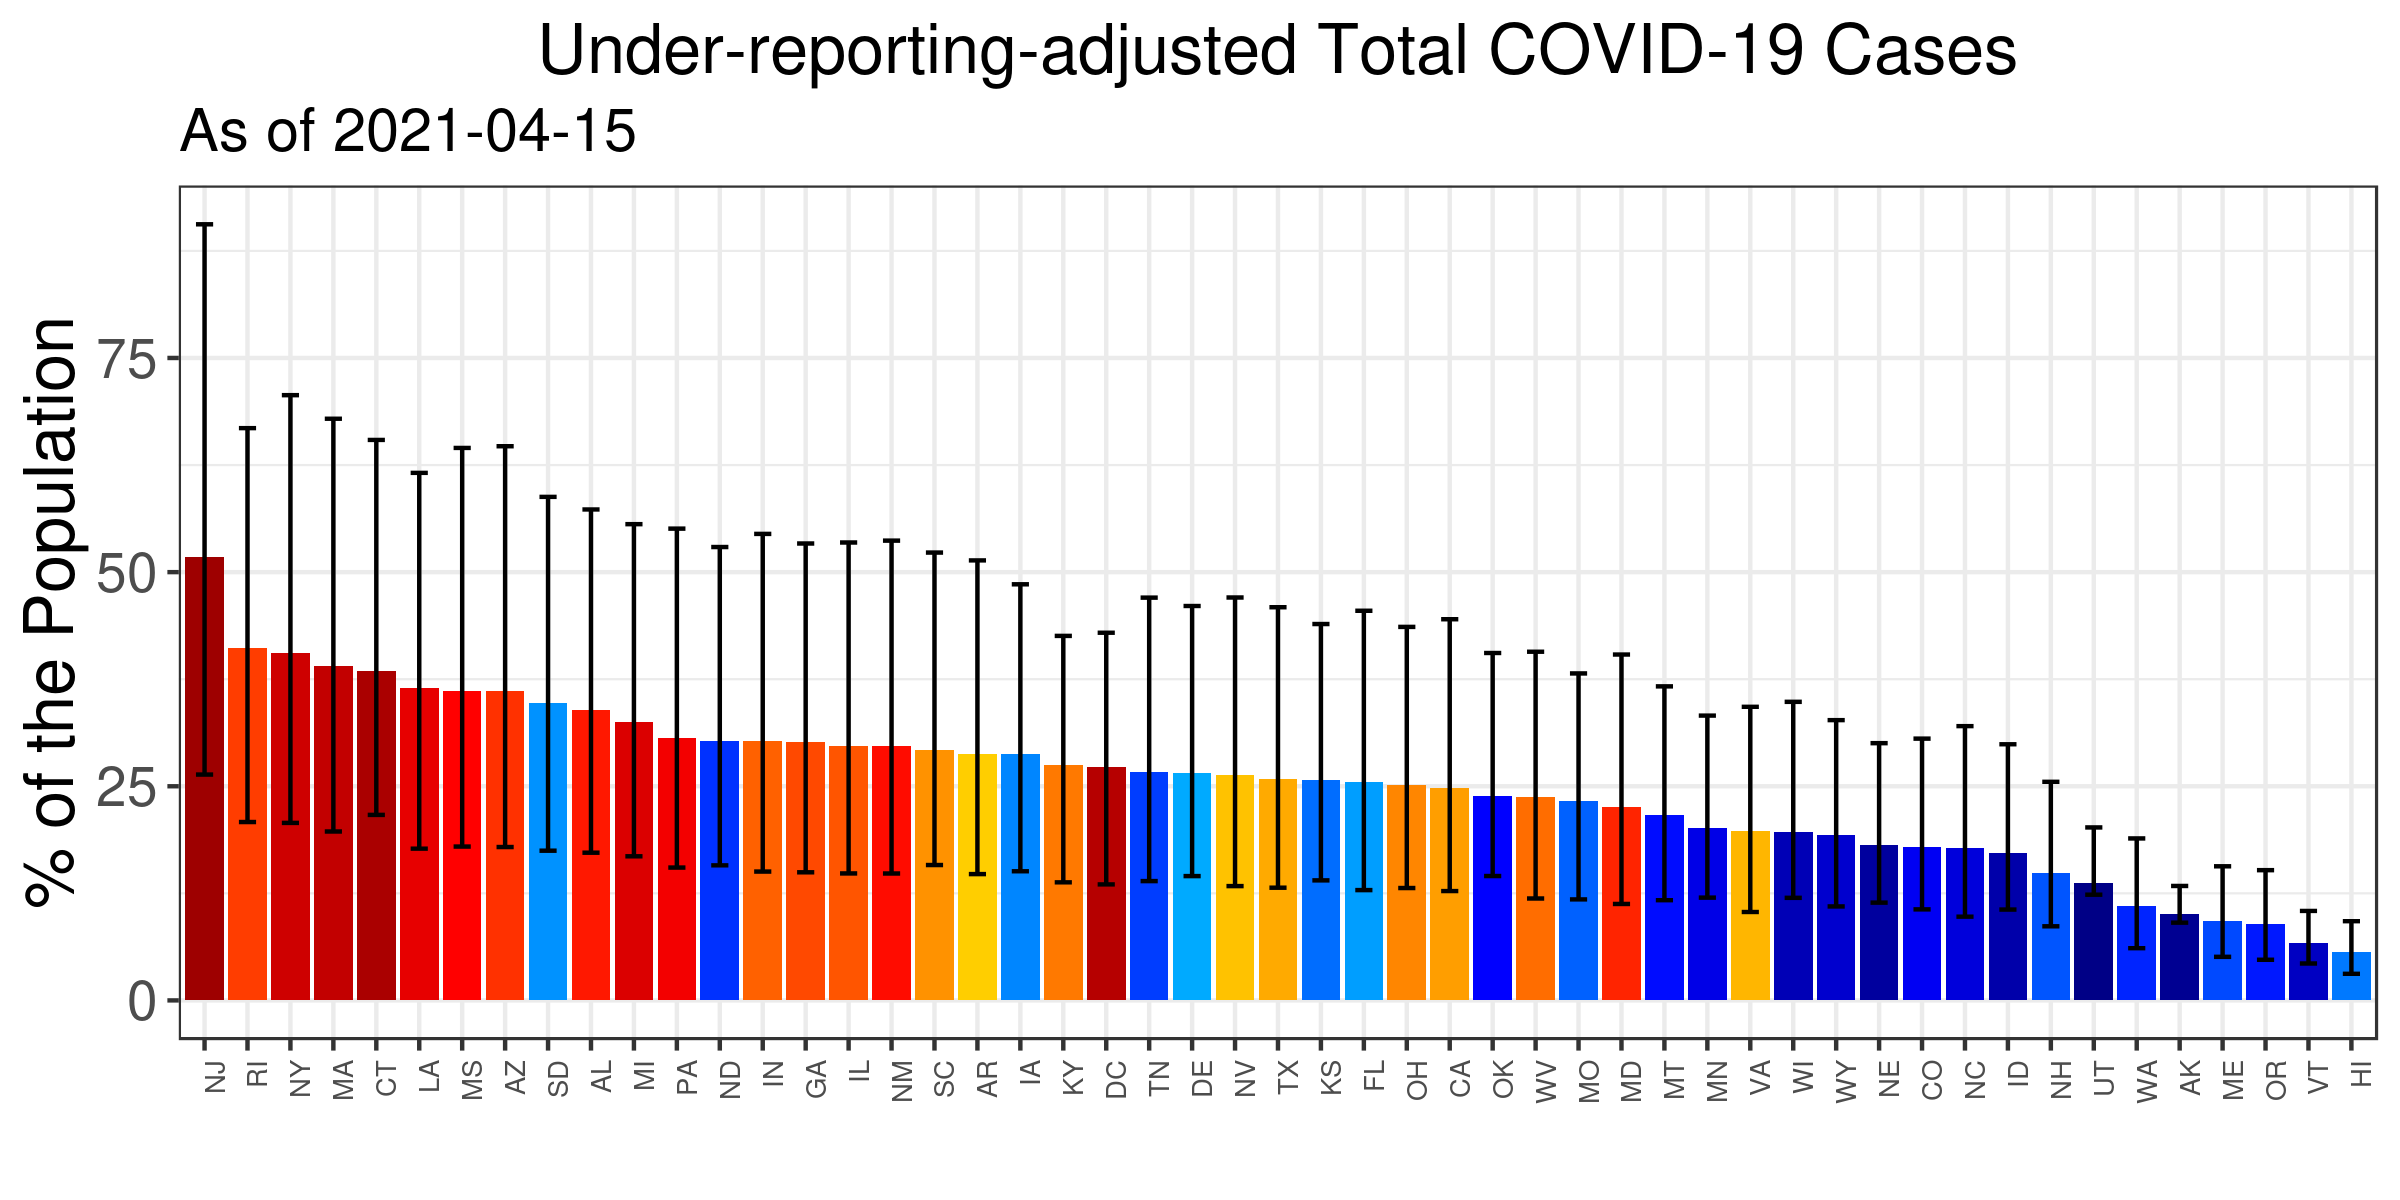 Under-reporting-adjusted Total COVID-19 Cases
As of 2021-04-15
% of the Population
75
50
25
0
NJ RI NY MA CT LA MS AZ SD AL MI PA ND IN GA IL NM SC AR IA KY DC TN DE NV TX KS FL OH CA OK WV MO MD MT MN VA WI WY NE CO NC ID NH UT WA AK ME OR VT HI